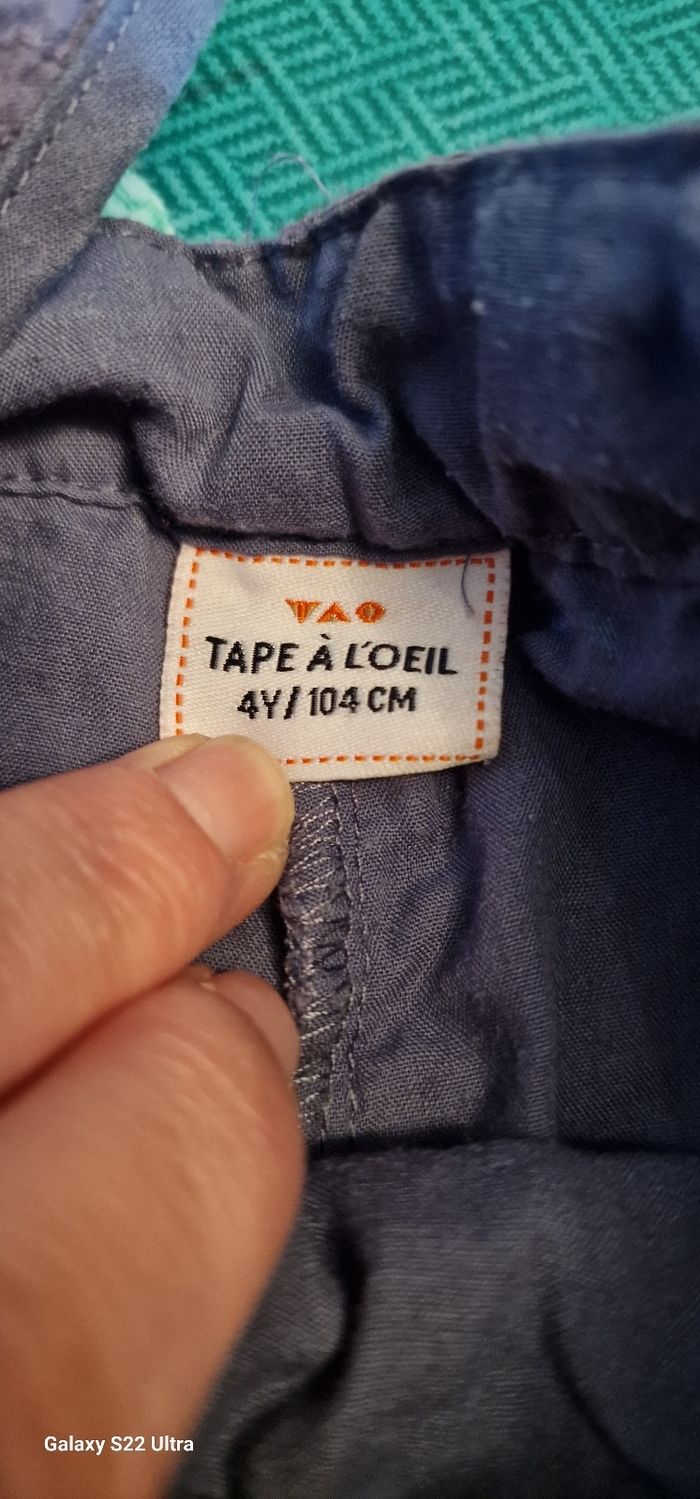 TAO
TAPE À L'OEIL
4Y/104 CM
Galaxy S22 Ultra